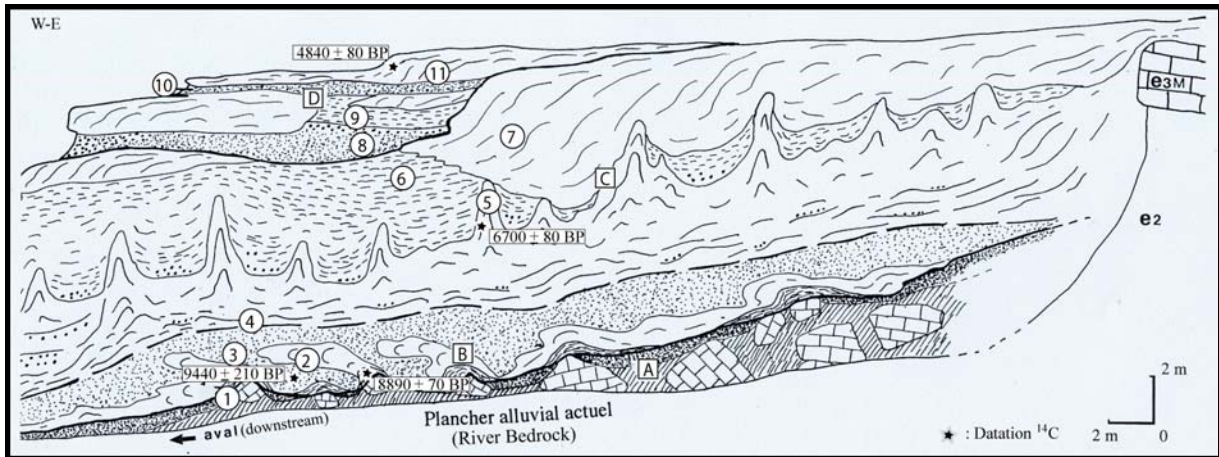 W-E
4840 ± 80 BP
10
11
D
e3M
9
8
7
6
C
5
6700 ± 80 BP
e2
4
3
2
B
9440 ± 210 BP
8890 ± 70 BP
A
1
Plancher alluvial actuel
(River Bedrock)
aval (downstream)
★ : Datation ¹⁴C
2 m
2 m
0